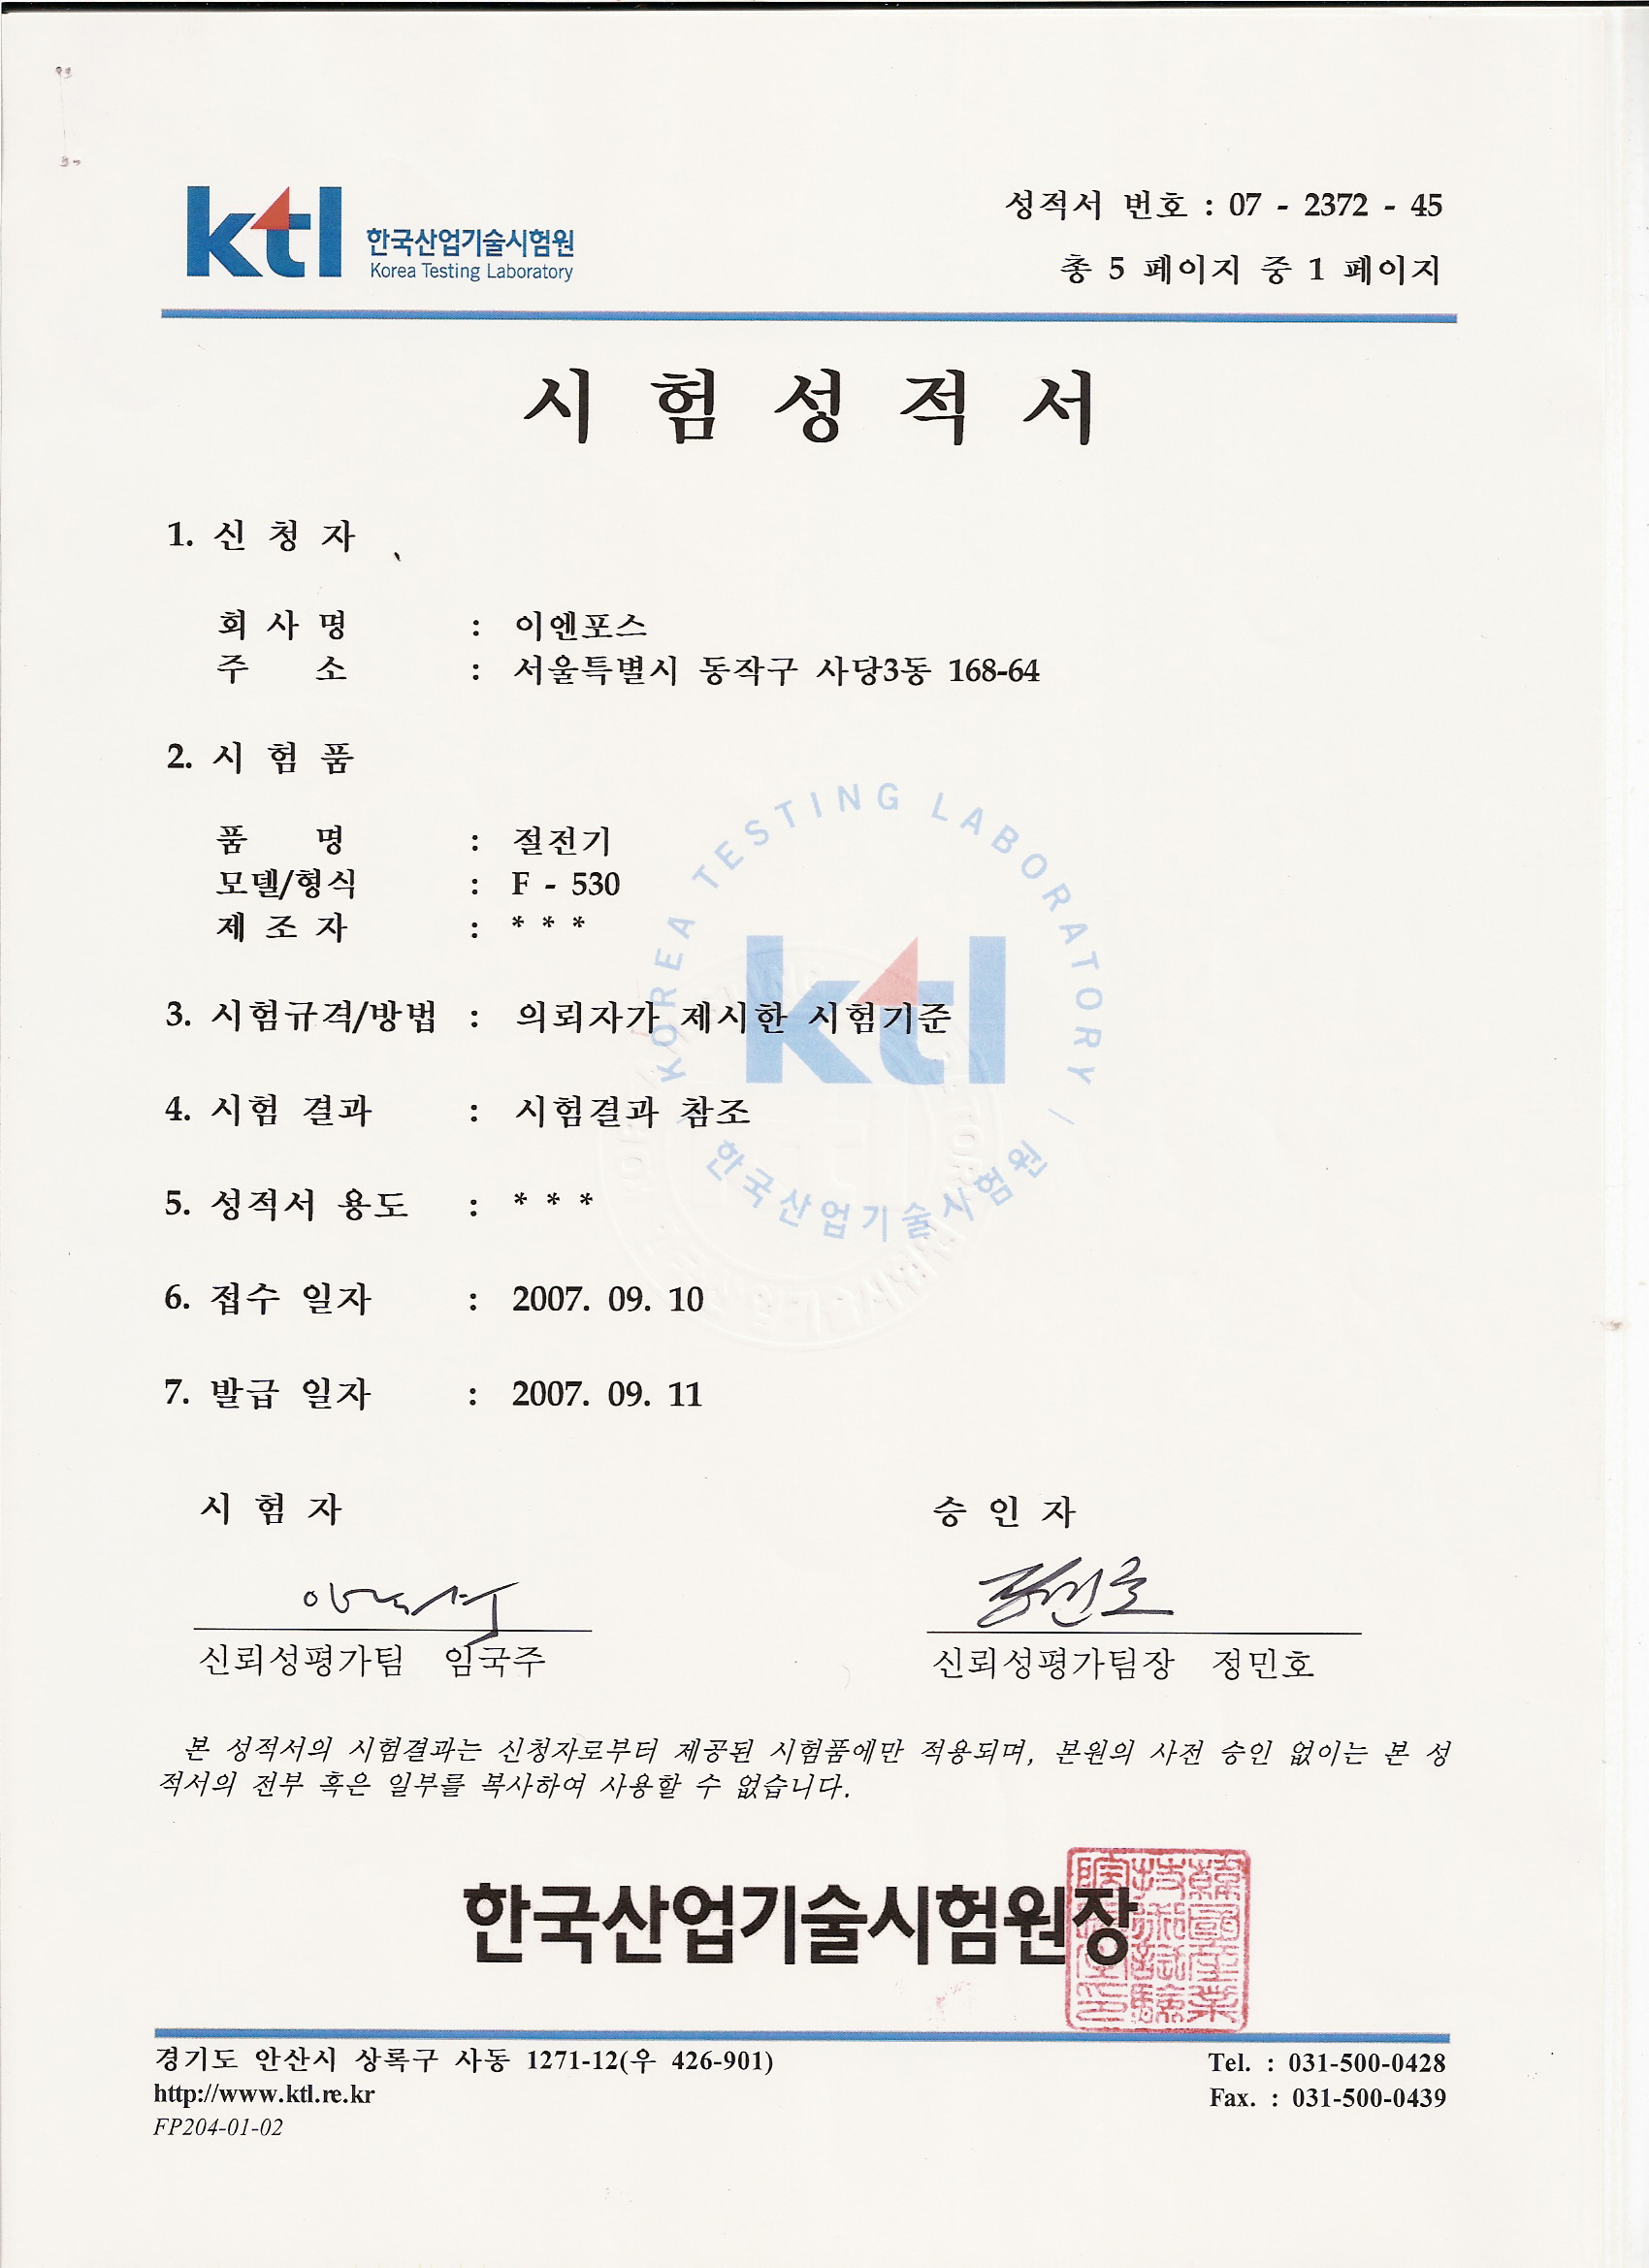 ktl 한국산업기술시험원
Korea Testing Laboratory
성적서 번호 : 07 - 2372 - 45
총 5 페이지 중 1 페이지
시 험 성 적 서
1. 신 청 자
회 사 명 : 이엔포스
주 소 : 서울특별시 동작구 사당3동 168-64
2. 시 험 품
품 명 : 절전기
모델/형식 : F - 530
제 조 자 : * * *
3. 시험규격/방법 : 의뢰자가 제시한 시험기준
4. 시험 결과 : 시험결과 참조
5. 성적서 용도 : * * *
6. 접수 일자 : 2007. 09. 10
7. 발급 일자 : 2007. 09. 11
KOREA TESTING LABORATORY / 한국산업기술시험원 /
ktl
시 험 자 승 인 자
신뢰성평가팀 임국주 신뢰성평가팀장 정민호
본 성적서의 시험결과는 신청자로부터 제공된 시험품에만 적용되며, 본원의 사전 승인 없이는 본 성
적서의 전부 혹은 일부를 복사하여 사용할 수 없습니다.
한국산업기술시험원장
경기도 안산시 상록구 사동 1271-12(우 426-901) Tel. : 031-500-0428
http://www.ktl.re.kr Fax. : 031-500-0439
FP204-01-02